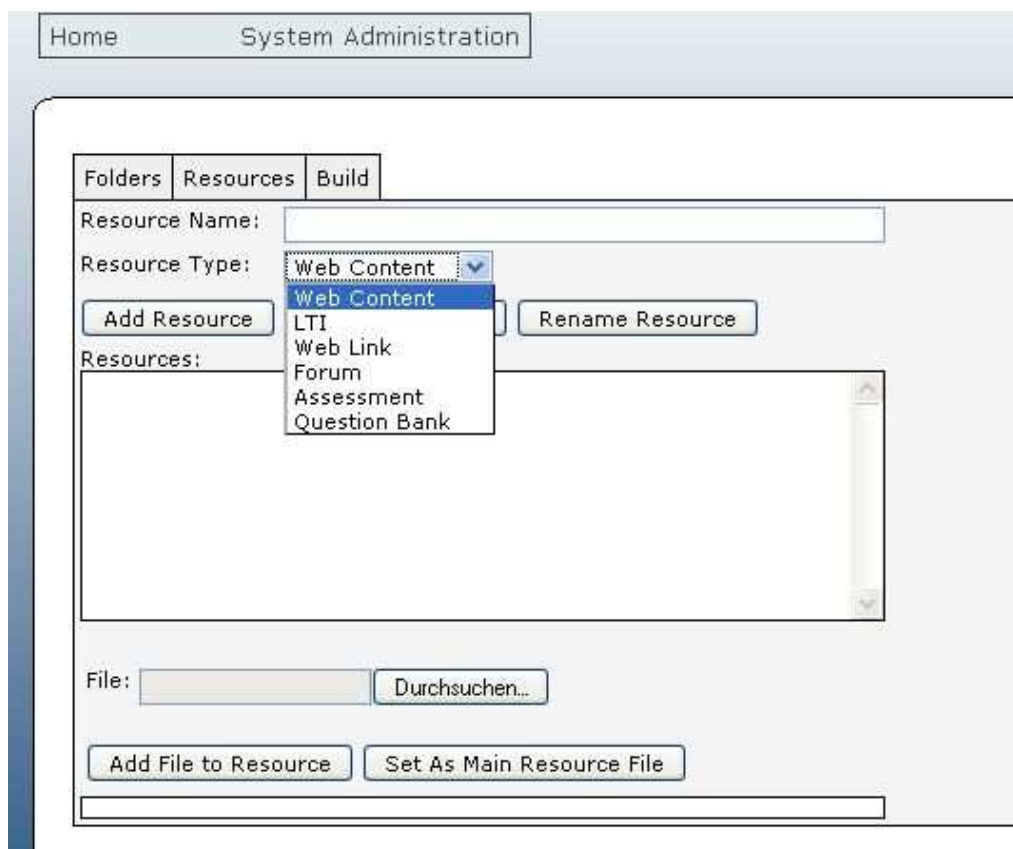 Home System Administration
Folders Resources Build
Resource Name:
Resource Type: Web Content
Web Content
LTI
Web Link
Forum
Assessment
Question Bank
Add Resource Rename Resource
Resources:
File: Durchsuchen...
Add File to Resource Set As Main Resource File